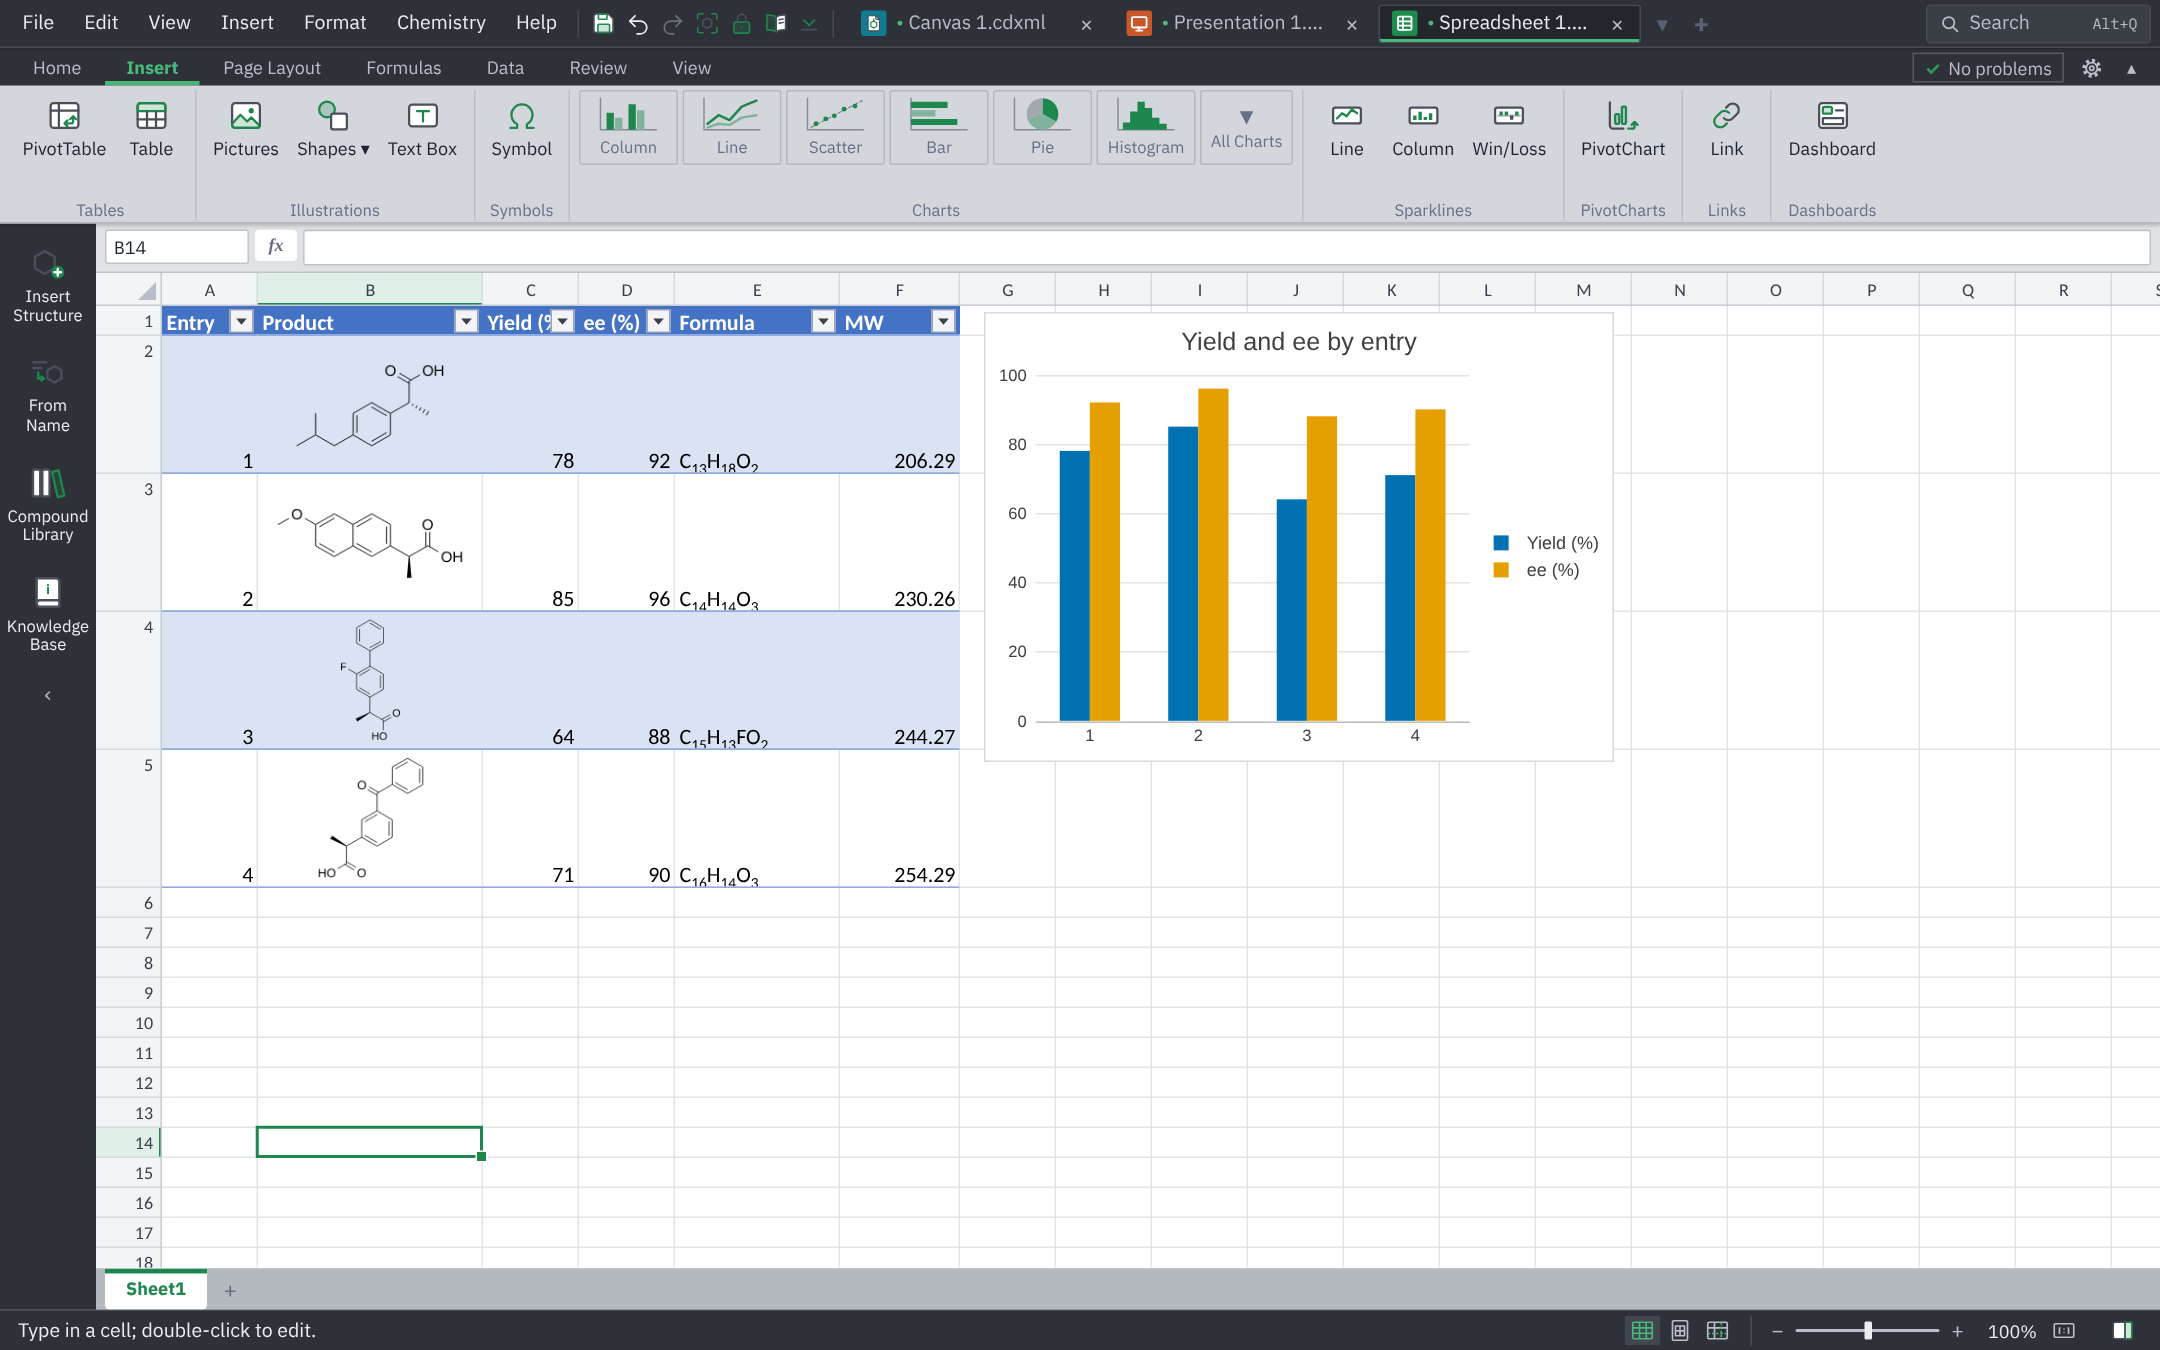 File Edit View Insert Format Chemistry Help • Canvas 1.cdxml × • Presentation 1.... × • Spreadsheet 1.... × + Search Alt+Q
Home Insert Page Layout Formulas Data Review View No problems
PivotTable Table Pictures Shapes Text Box Symbol Column Line Scatter Bar Pie Histogram All Charts Line Column Win/Loss PivotChart Link Dashboard
Tables Illustrations Symbols Charts Sparklines PivotCharts Links Dashboards
B14 fx
A B C D E F G H I J K L M N O P Q R
1 Entry Product Yield (% ee (%) Formula MW
2
O OH
1 78 92 C₁₃H₁₈O₂ 206.29
3
O O OH
2 85 96 C₁₄H₁₄O₃ 230.26
4
F O HO
3 64 88 C₁₅H₁₃FO₂ 244.27
5
O HO O
4 71 90 C₁₆H₁₄O₃ 254.29
6
7
8
9
10
11
12
13
14
15
16
17
18
Yield and ee by entry
100
80
60
40
20
0
1 2 3 4
Yield (%)
ee (%)
Insert
Structure
From
Name
Compound
Library
Knowledge
Base
Sheet1 +
Type in a cell; double-click to edit. − + 100%